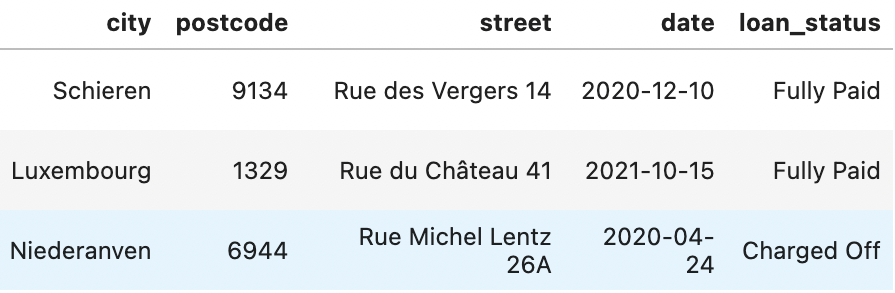 city postcode street date loan_status
Schieren 9134 Rue des Vergers 14 2020-12-10 Fully Paid
Luxembourg 1329 Rue du Château 41 2021-10-15 Fully Paid
Niederanven 6944 Rue Michel Lentz 26A 2020-04-24 Charged Off